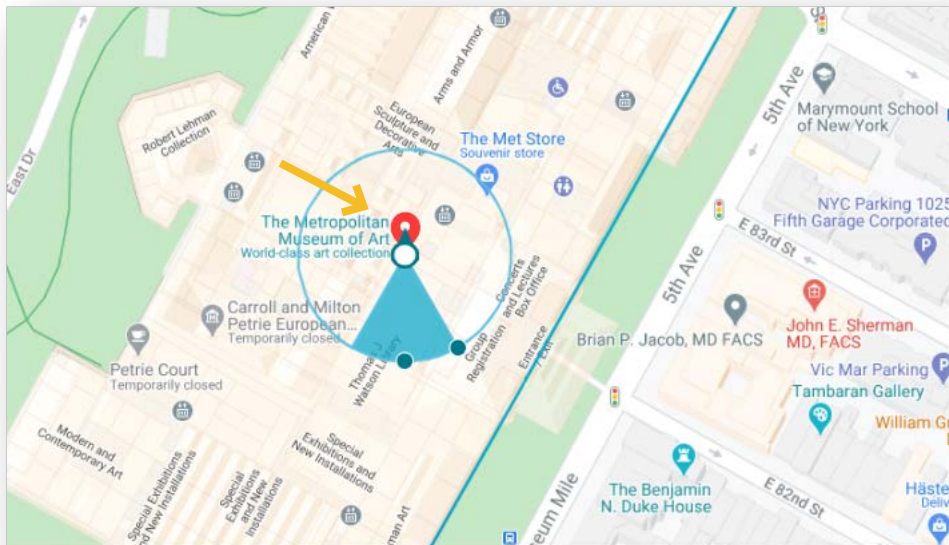 American
Arms and Armor
European
Sculpture and
Decorative
Arts
Robert Lehman
Collection
East Dr
The Met Store
Souvenir store
5th Ave
Marymount School
of New York
NYC Parking 1025
Fifth Garage Corporated
E 83rd St
The Metropolitan
Museum of Art
World-class art collection
Concerts
and Lectures
Box Office
Group
Registration
Entrance
/ Exit
5th Ave
Brian P. Jacob, MD FACS
John E. Sherman
MD, FACS
Carroll and Milton
Petrie European...
Temporarily closed
Petrie Court
Temporarily closed
Thomas J
Watson Library
Vic Mar Parking
Tambaran Gallery
William
Modern and
Contemporary Art
Special Exhibitions
and New Installations
Special
Exhibitions
and New
Installations
Special
Exhibitions and
New Installations
The Benjamin
N. Duke House
E 82nd St
Mile
Art